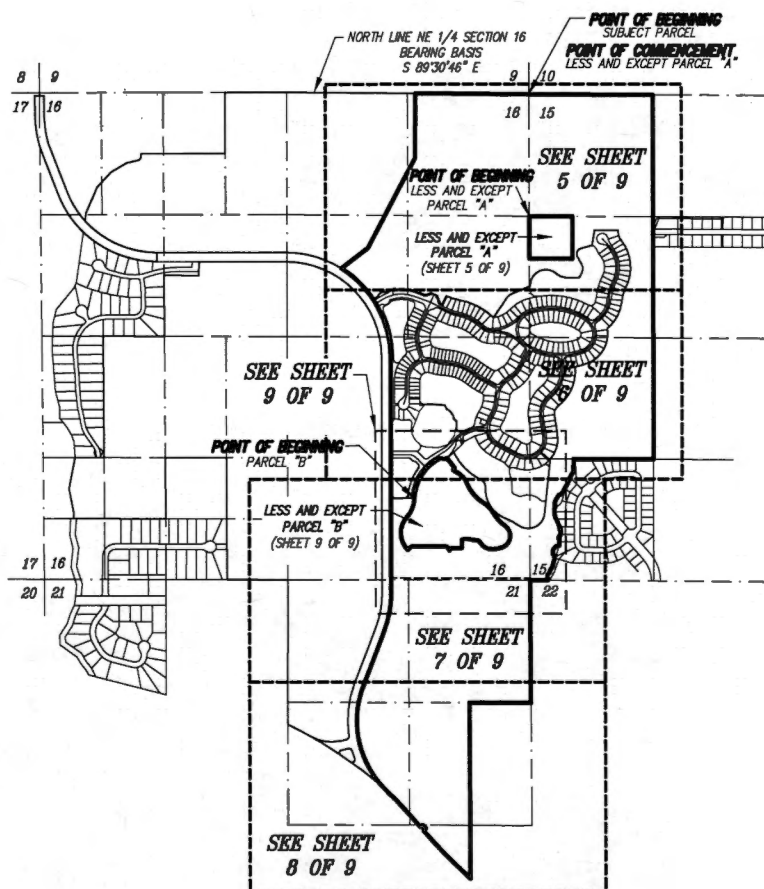 POINT OF BEGINNING
SUBJECT PARCEL
POINT OF COMMENCEMENT
LESS AND EXCEPT PARCEL "A"
NORTH LINE NE 1/4 SECTION 16
BEARING BASIS
S 89°30'46" E
8 9
17 16
9 10
16 15
SEE SHEET
5 OF 9
POINT OF BEGINNING
LESS AND EXCEPT
PARCEL "A"
LESS AND EXCEPT
PARCEL "A"
(SHEET 5 OF 9)
SEE SHEET
9 OF 9
SEE SHEET
6 OF 9
POINT OF BEGINNING
PARCEL "B"
LESS AND EXCEPT
PARCEL "B"
(SHEET 9 OF 9)
17 16
20 21
16 15
21 22
SEE SHEET
7 OF 9
SEE SHEET
8 OF 9